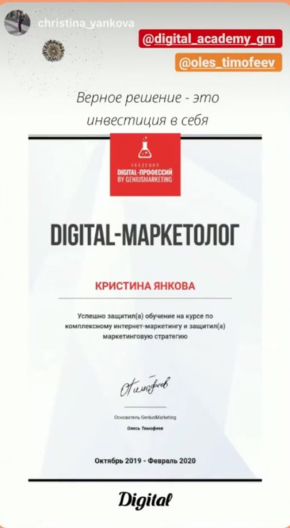 christina_yankova
@digital_academy_gm
@oles_timofeev
Верное решение - это
инвестиция в себя
АКАДЕМИЯ
DIGITAL-ПРОФЕССИЙ
BY GENIUSMARKETING
DIGITAL-МАРКЕТОЛОГ
КРИСТИНА ЯНКОВА
Успешно защитил(а) обучение на курсе по
комплексному интернет-маркетингу и защитил(а)
маркетинговую стратегию
Основатель GeniusMarketing
Олесь Тимофеев
Октябрь 2019 - Февраль 2020
Digital